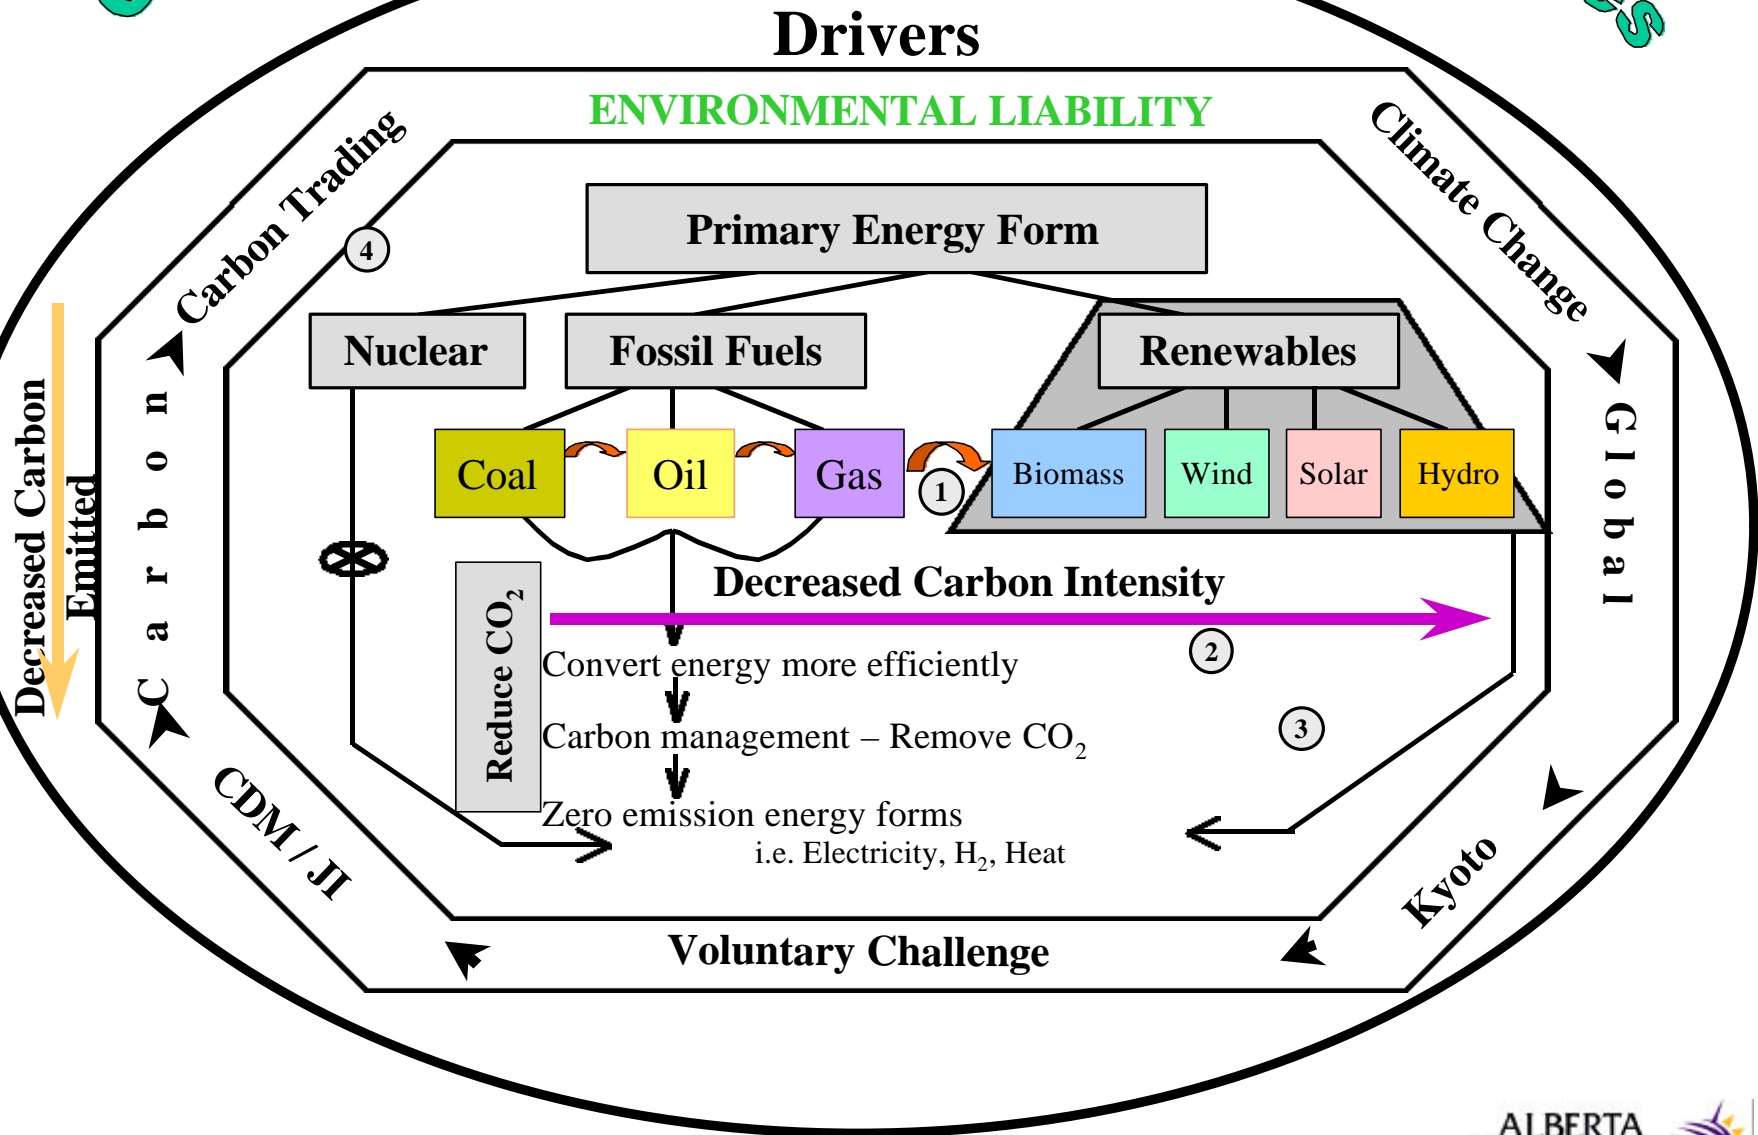 Drivers
ENVIRONMENTAL LIABILITY
Carbon Trading
Climate Change
4
Primary Energy Form
Nuclear
Fossil Fuels
Renewables
Coal
Oil
Gas
1
Biomass
Wind
Solar
Hydro
Decreased Carbon
Emitted
Carbon
Global
Decreased Carbon Intensity
Reduce CO₂
2
Convert energy more efficiently
3
Carbon management – Remove CO₂
Zero emission energy forms
i.e. Electricity, H₂, Heat
CDM / JI
Kyoto
Voluntary Challenge
ALBERTA